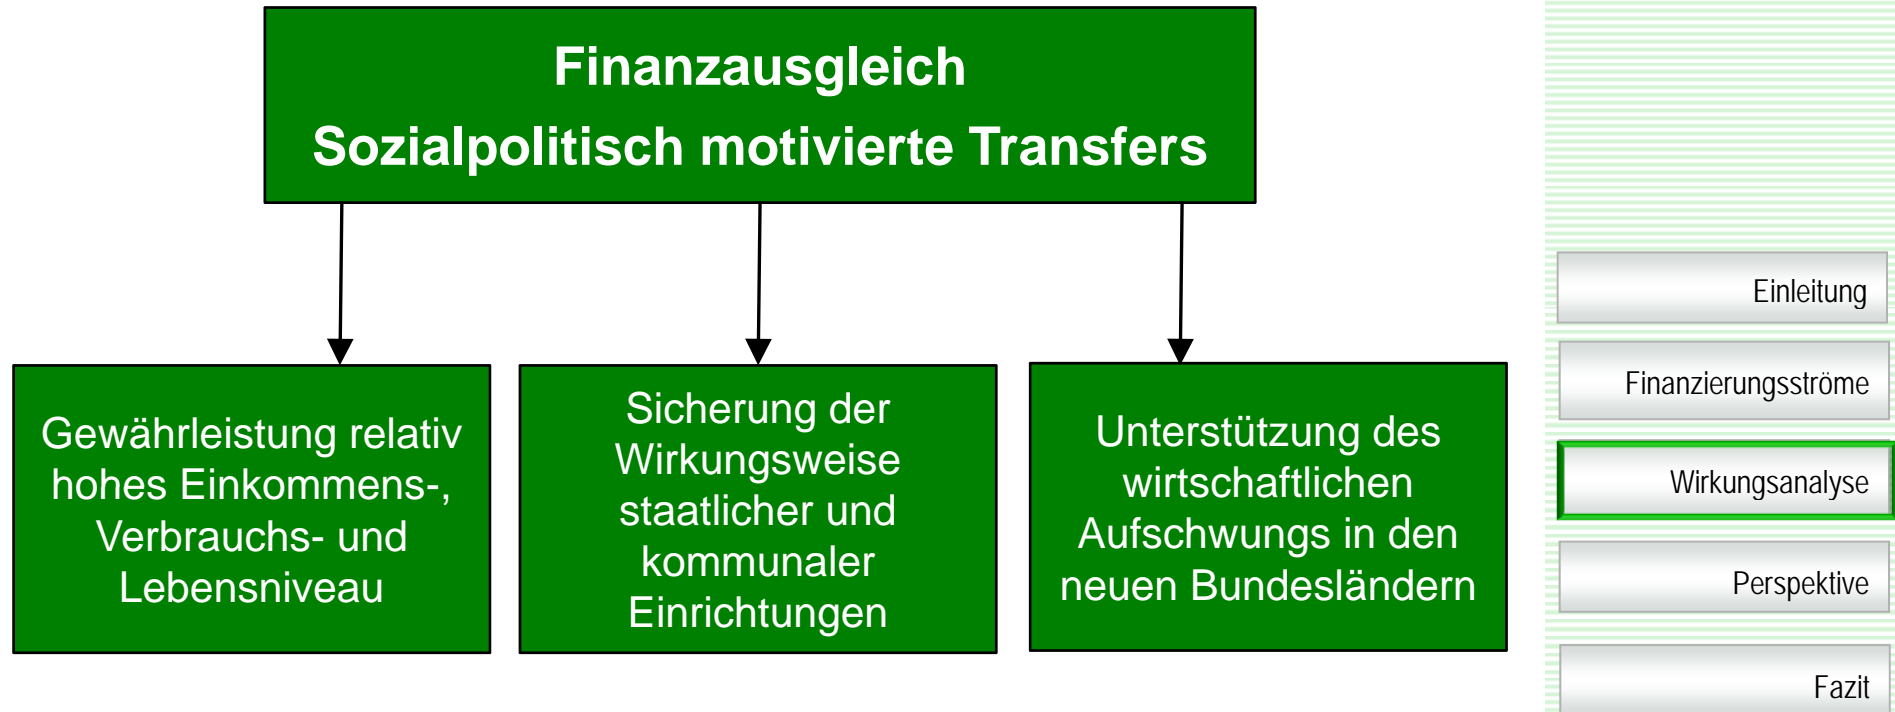 Finanzausgleich
Sozialpolitisch motivierte Transfers
Gewährleistung relativ
hohes Einkommens-,
Verbrauchs- und
Lebensniveau
Sicherung der
Wirkungsweise
staatlicher und
kommunaler
Einrichtungen
Unterstützung des
wirtschaftlichen
Aufschwungs in den
neuen Bundesländern
Einleitung
Finanzierungsströme
Wirkungsanalyse
Perspektive
Fazit